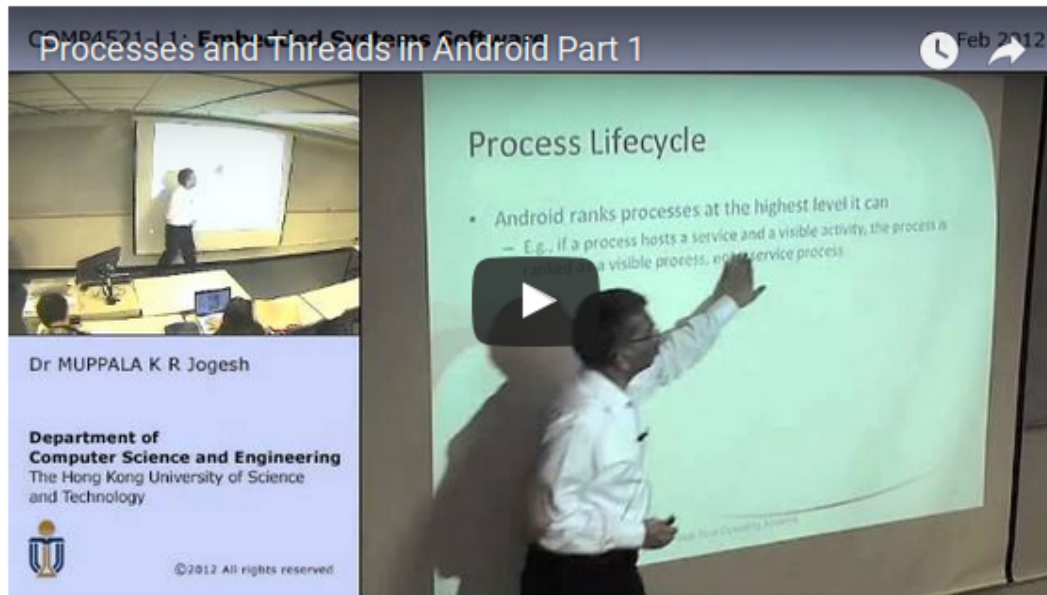 COMP4521-L1: Embedded Systems Software
Feb 2012
Processes and Threads in Android Part 1
Process Lifecycle
• Android ranks processes at the highest level it can
– E.g., if a process hosts a service and a visible activity, the process is
ranked as a visible process, service process
Dr MUPPALA K R Jogesh
Department of
Computer Science and Engineering
The Hong Kong University of Science
and Technology
©2012 All rights reserved